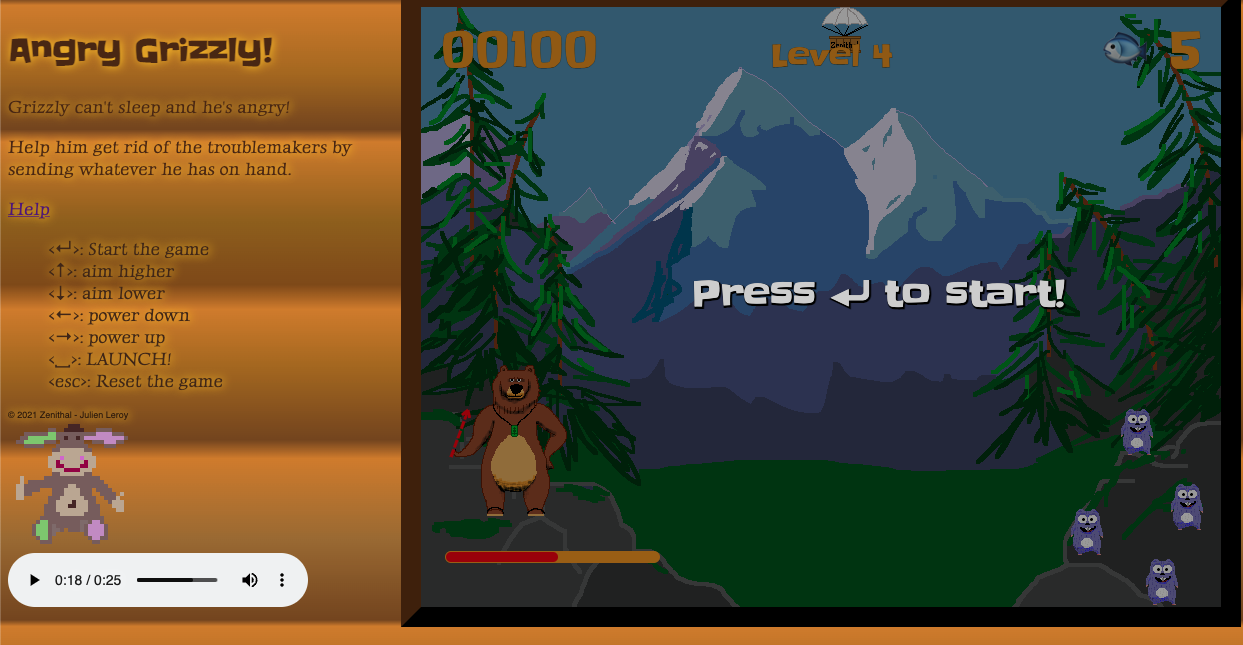 Angry Grizzly!
Grizzly can't sleep and he's angry!
Help him get rid of the troublemakers by
sending whatever he has on hand.
Help
<↵>: Start the game
<↑>: aim higher
<↓>: aim lower
<←>: power down
<→>: power up
<⎵>: LAUNCH!
<esc>: Reset the game
© 2021 Zenithal - Julien Leroy
0:18 / 0:25
00100
Level 4
5
Press ↵ to start!